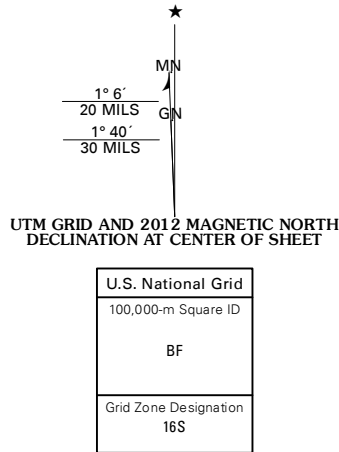 ★
MN
1° 6´
20 MILS
GN
1° 40´
30 MILS
UTM GRID AND 2012 MAGNETIC NORTH
DECLINATION AT CENTER OF SHEET
U.S. National Grid
100,000-m Square ID
BF
Grid Zone Designation
16S